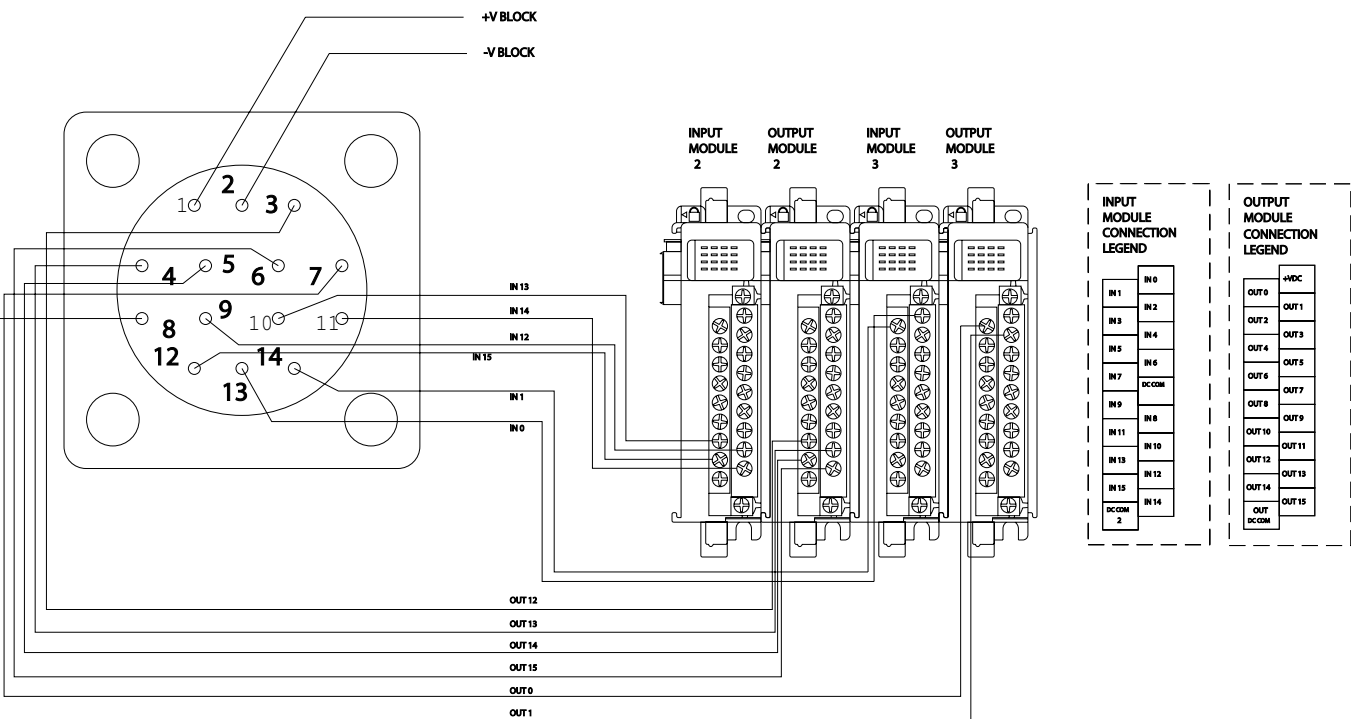 +V BLOCK
-V BLOCK
1
2
3
4
5
6
7
8
9
10
11
12
13
14
IN 13
IN 14
IN 12
IN 15
IN 1
IN 0
OUT 12
OUT 13
OUT 14
OUT 15
OUT 0
OUT 1
INPUT
MODULE
2
OUTPUT
MODULE
2
INPUT
MODULE
3
OUTPUT
MODULE
3
INPUT
MODULE
CONNECTION
LEGEND
IN 0
IN 1
IN 2
IN 3
IN 4
IN 5
IN 6
IN 7
DC COM
IN 9
IN 8
IN 11
IN 10
IN 13
IN 12
IN 15
IN 14
DC COM
2
OUTPUT
MODULE
CONNECTION
LEGEND
+VDC
OUT 0
OUT 1
OUT 2
OUT 3
OUT 4
OUT 5
OUT 6
OUT 7
OUT 8
OUT 9
OUT 10
OUT 11
OUT 12
OUT 13
OUT 14
OUT 15
OUT
DC COM